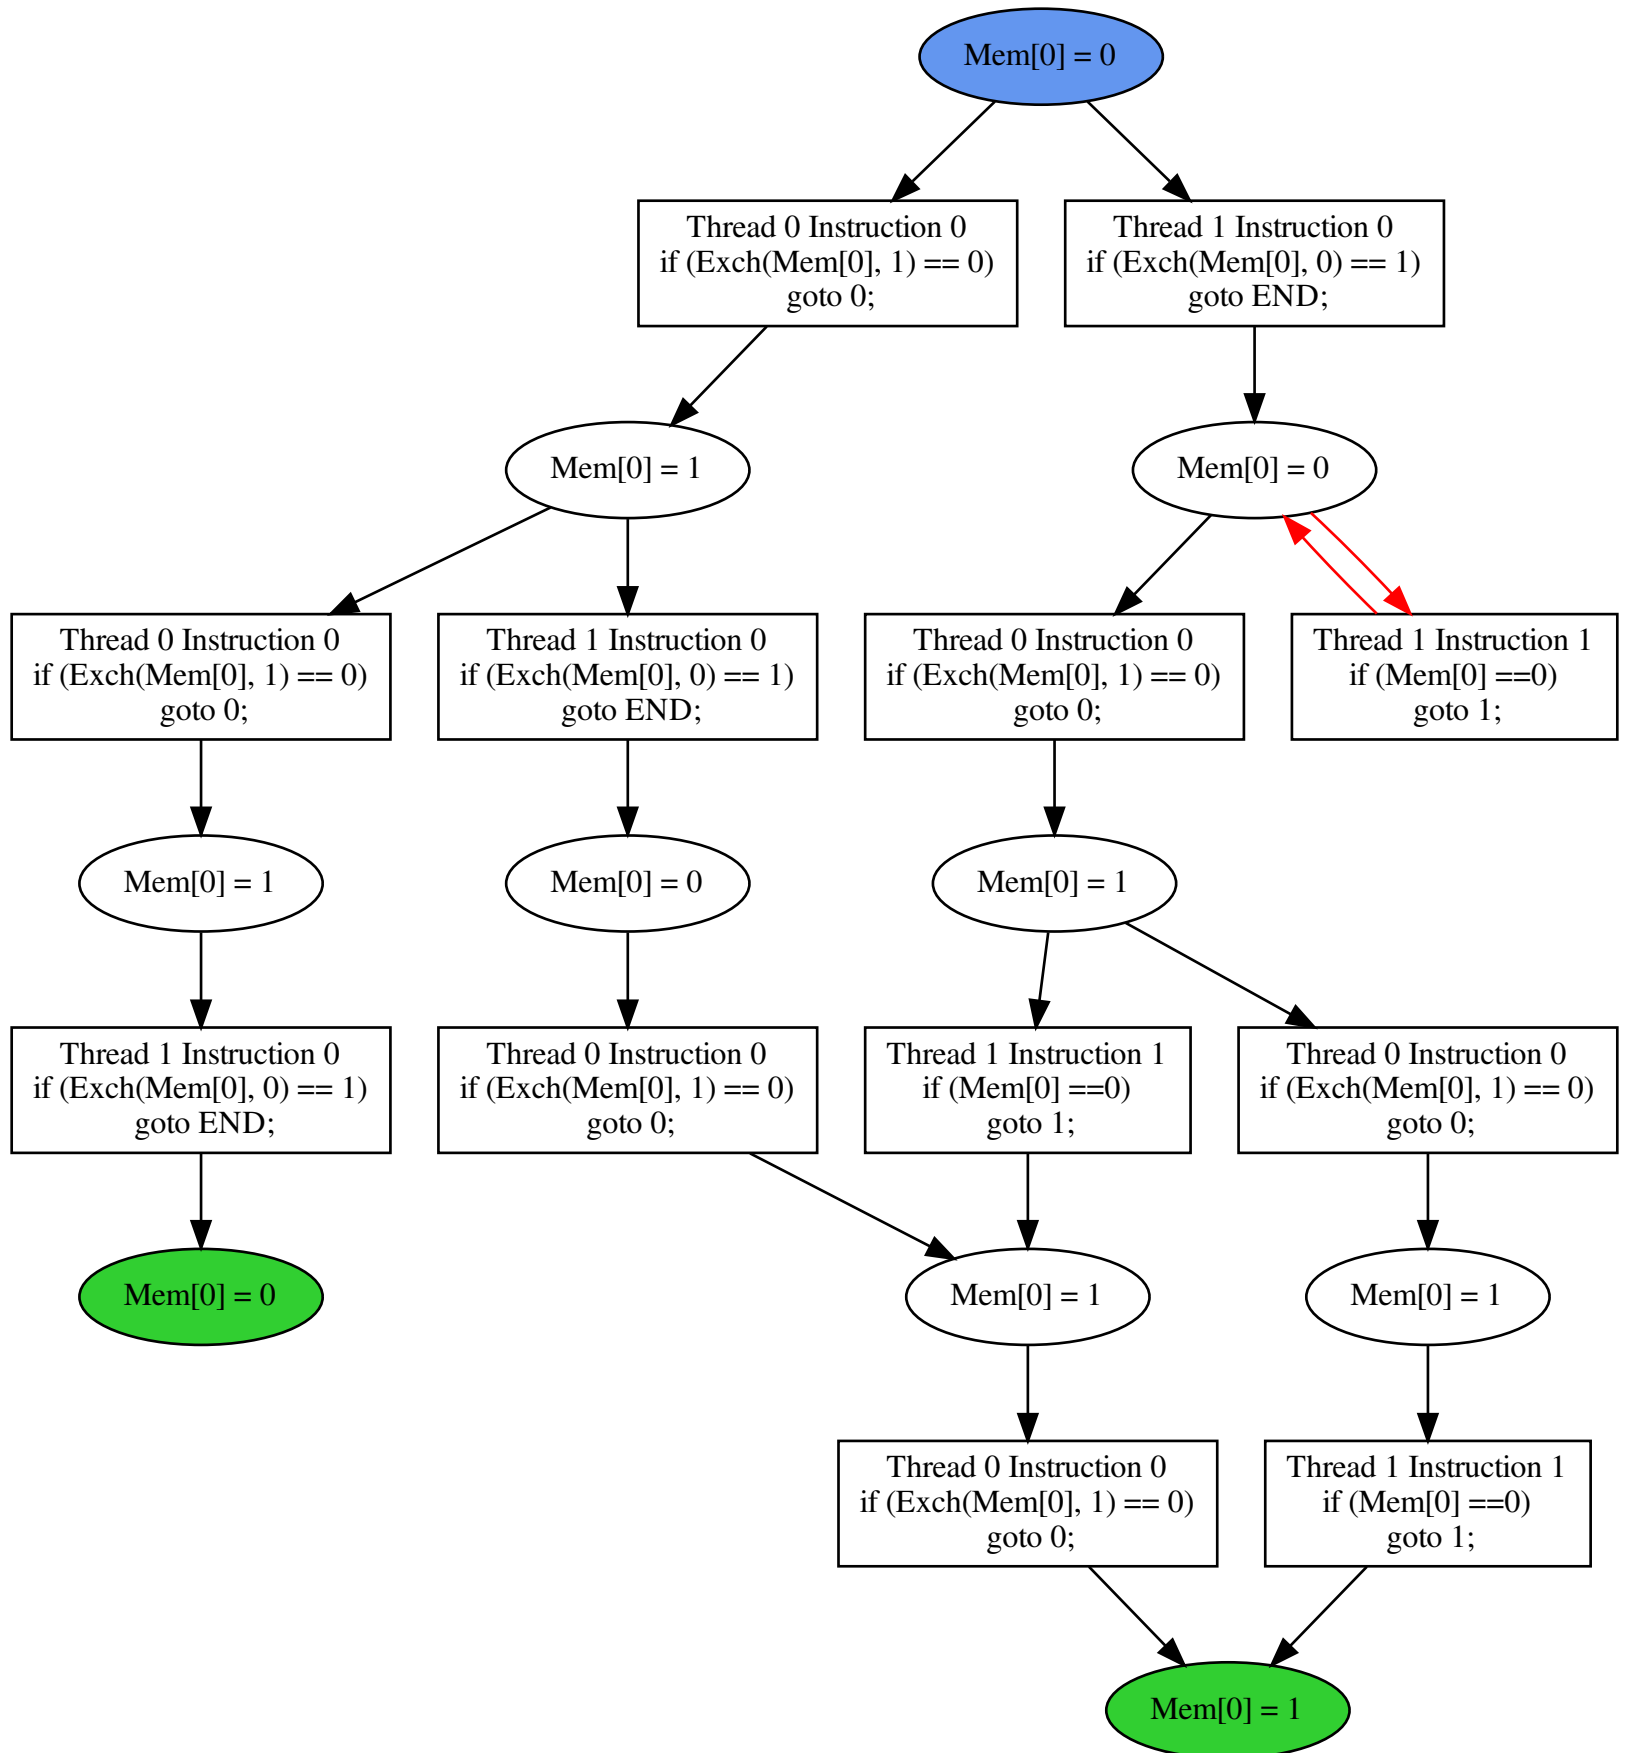 Mem[0] = 0
Thread 0 Instruction 0
if (Exch(Mem[0], 1) == 0)
goto 0;
Thread 1 Instruction 0
if (Exch(Mem[0], 0) == 1)
goto END;
Mem[0] = 1
Mem[0] = 0
Thread 0 Instruction 0
if (Exch(Mem[0], 1) == 0)
goto 0;
Thread 1 Instruction 0
if (Exch(Mem[0], 0) == 1)
goto END;
Thread 0 Instruction 0
if (Exch(Mem[0], 1) == 0)
goto 0;
Thread 1 Instruction 1
if (Mem[0] ==0)
goto 1;
Mem[0] = 1
Mem[0] = 0
Mem[0] = 1
Thread 1 Instruction 0
if (Exch(Mem[0], 0) == 1)
goto END;
Thread 0 Instruction 0
if (Exch(Mem[0], 1) == 0)
goto 0;
Thread 1 Instruction 1
if (Mem[0] ==0)
goto 1;
Thread 0 Instruction 0
if (Exch(Mem[0], 1) == 0)
goto 0;
Mem[0] = 0
Mem[0] = 1
Mem[0] = 1
Thread 0 Instruction 0
if (Exch(Mem[0], 1) == 0)
goto 0;
Thread 1 Instruction 1
if (Mem[0] ==0)
goto 1;
Mem[0] = 1